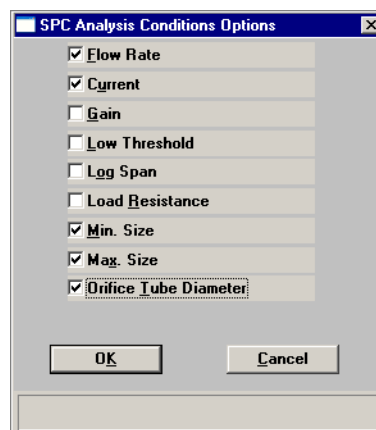 SPC Analysis Conditions Options
Flow Rate
Current
Gain
Low Threshold
Log Span
Load Resistance
Min. Size
Max. Size
Orifice Tube Diameter
OK
Cancel